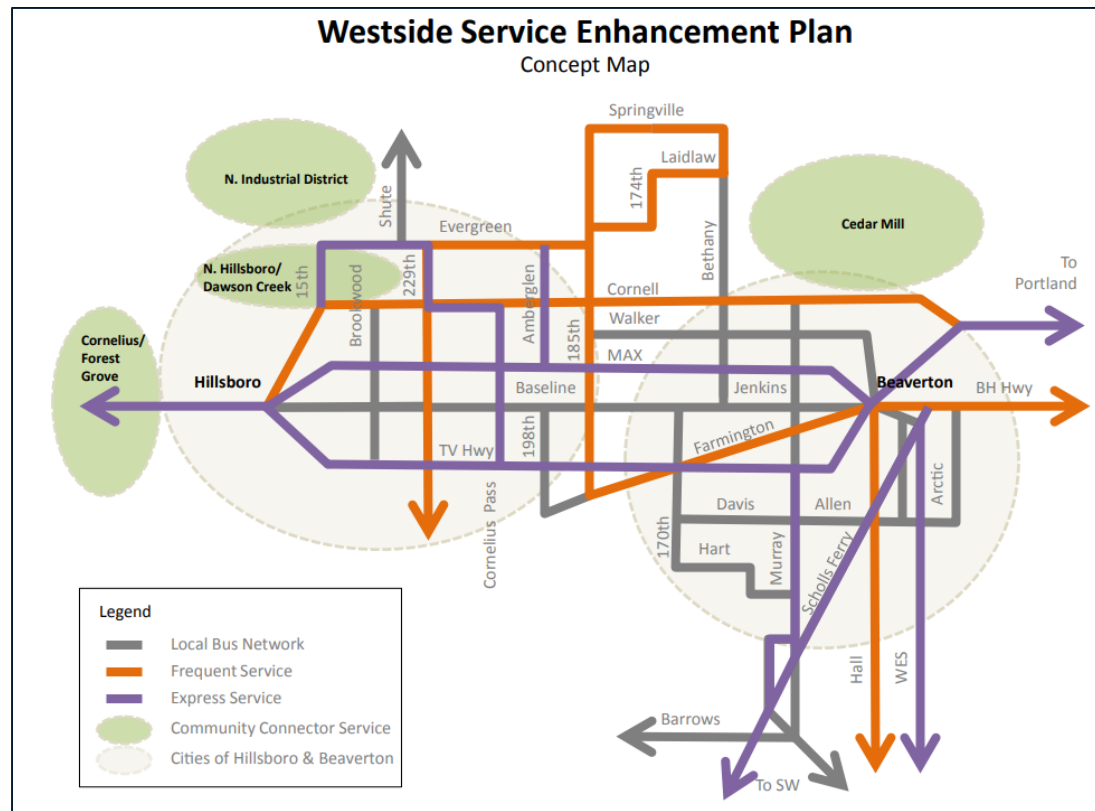 Westside Service Enhancement Plan
Concept Map
Springville
Laidlaw
174th
N. Industrial District
Shute
Evergreen
Bethany
Cedar Mill
To
Portland
N. Hillsboro/
Dawson Creek
15th
Brookwood
229th
Amberglen
185th
Cornell
Walker
MAX
Cornelius/
Forest
Grove
Hillsboro
Baseline
Jenkins
Beaverton
BH Hwy
TV Hwy
198th
Farmington
Cornelius Pass
170th
Davis
Allen
Arctic
Hart
Murray
Scholls Ferry
Hall
WES
Barrows
To SW
Legend
Local Bus Network
Frequent Service
Express Service
Community Connector Service
Cities of Hillsboro & Beaverton